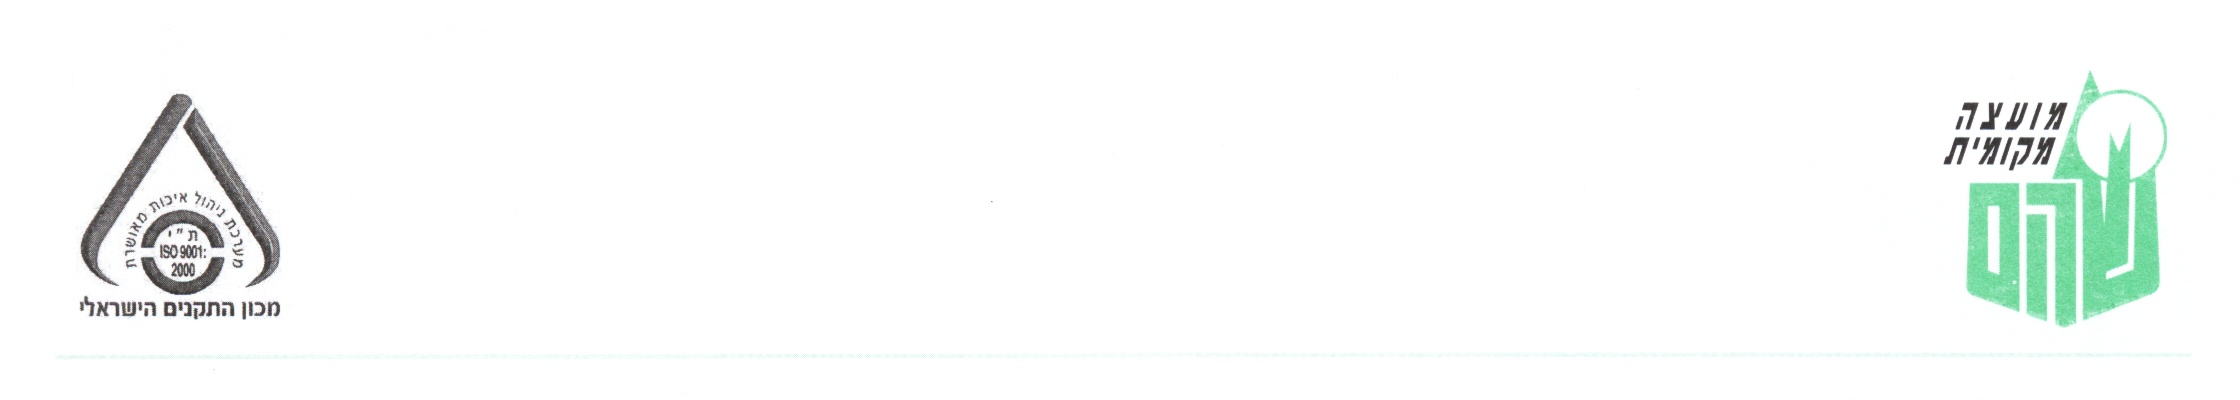 מועצה
מקומית
שהם
מערכת ניהול איכות מאושרת
ת"י
ISO 9001:
2000
מכון התקנים הישראלי